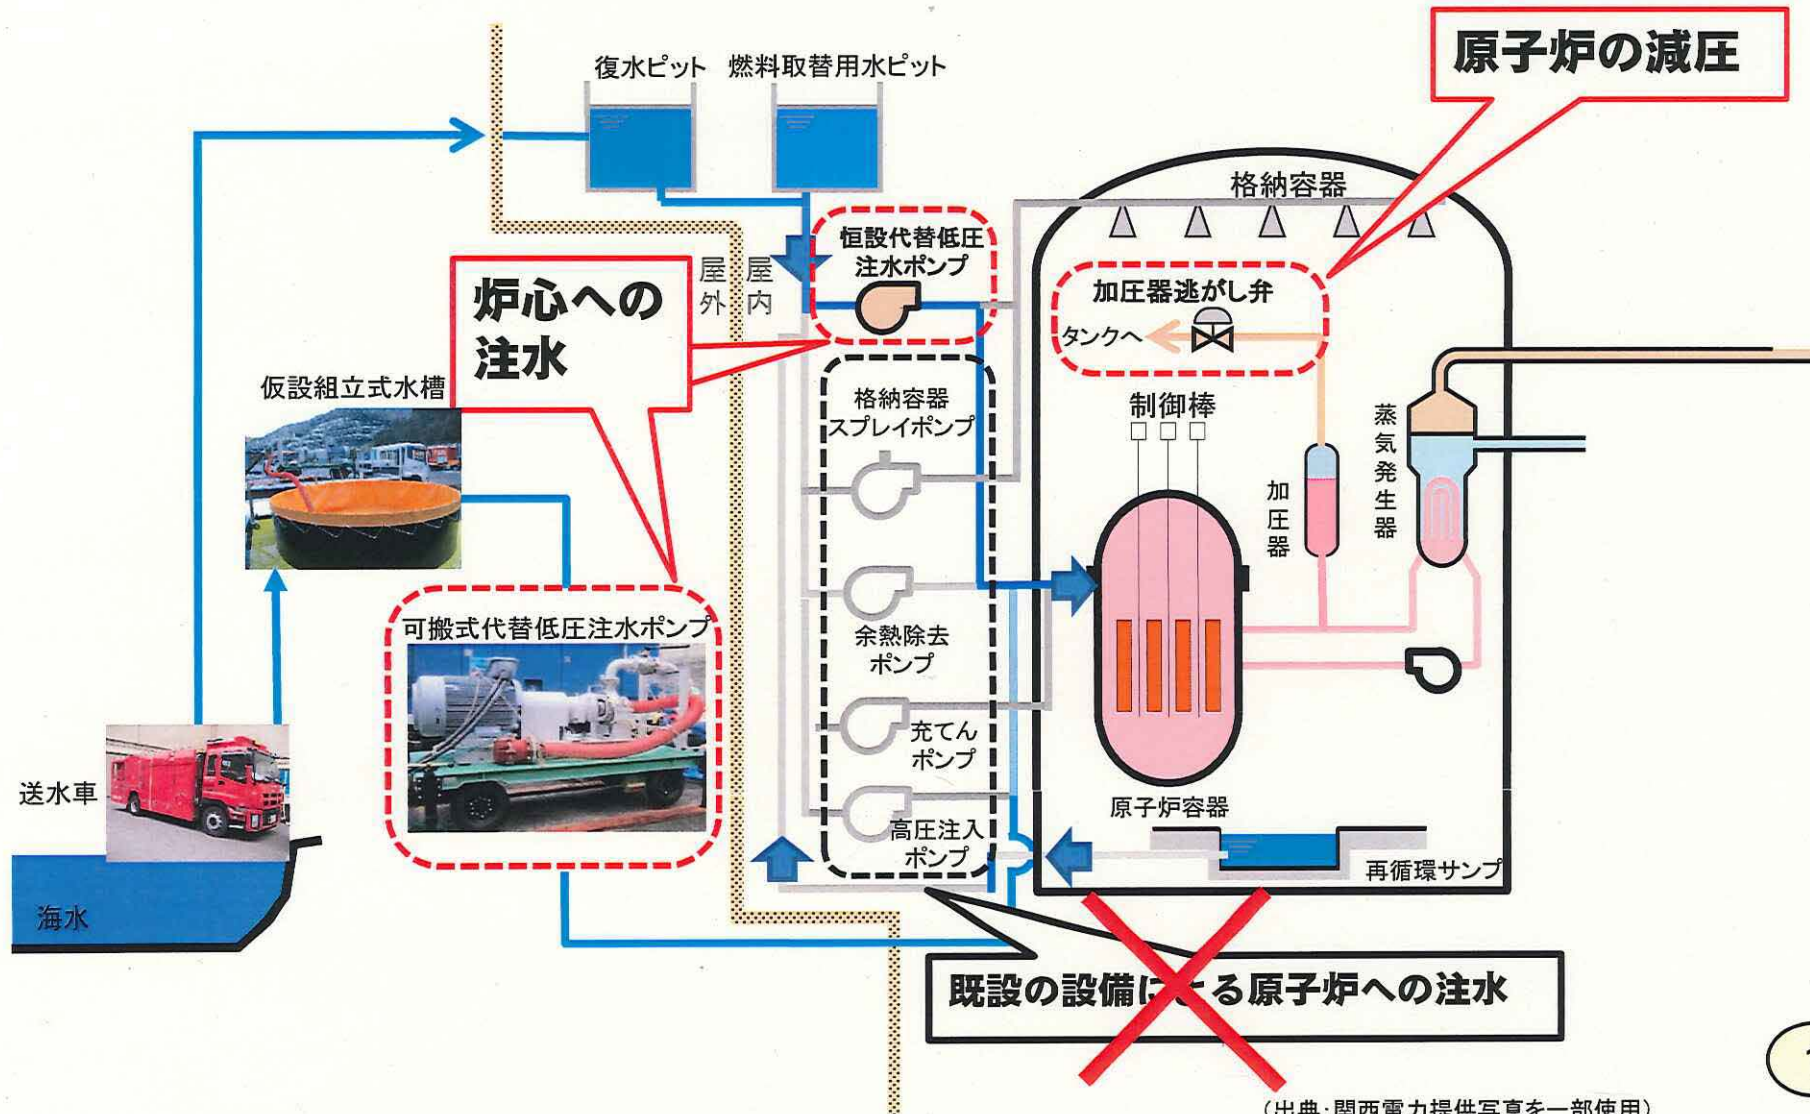 原子炉の減圧
復水ピット
燃料取替用水ピット
格納容器
恒設代替低圧
注水ポンプ
屋外
屋内
炉心への
注水
加圧器逃がし弁
タンクへ
仮設組立式水槽
格納容器
スプレイポンプ
制御棒
蒸気発生器
加圧器
可搬式代替低圧注水ポンプ
余熱除去
ポンプ
充てん
ポンプ
送水車
原子炉容器
高圧注入
ポンプ
再循環サンプ
海水
既設の設備による原子炉への注水
(出典:関西電力提供写真を一部使用)